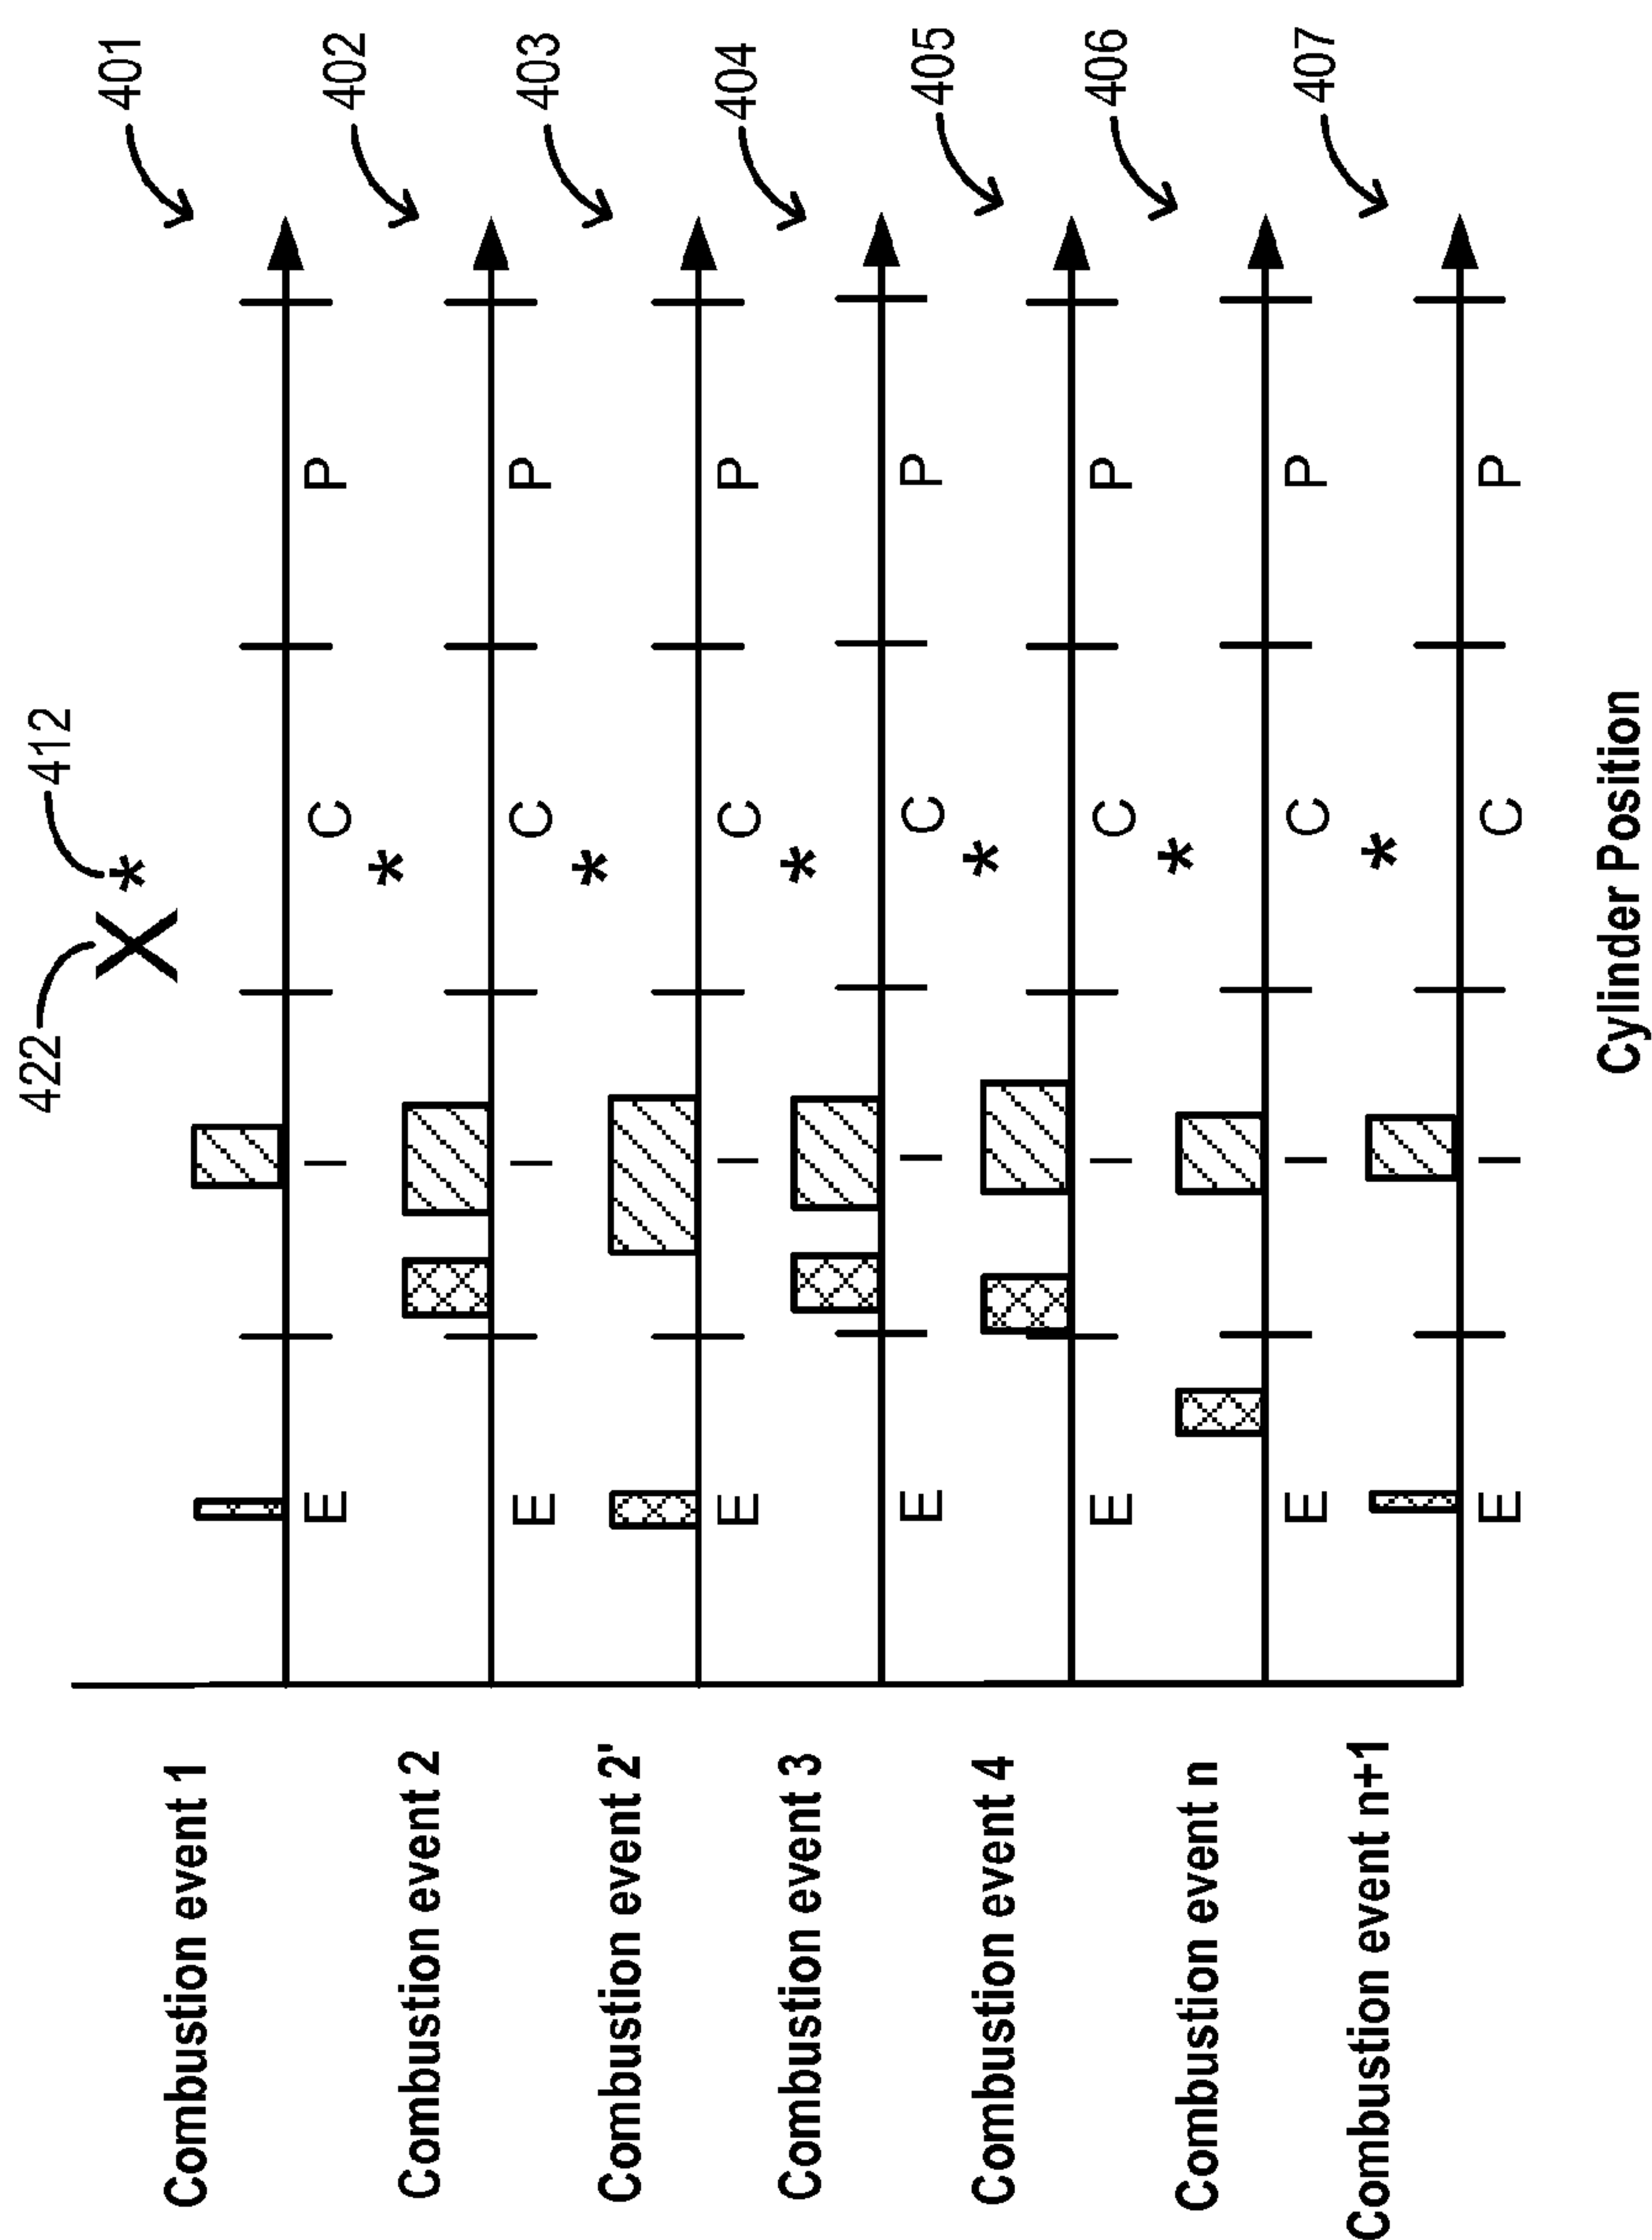 422 X * 412
401
Combustion event 1
E I C P
402
*
Combustion event 2
E I C P
403
*
Combustion event 2'
E I C P
404
*
Combustion event 3
E I C P
405
*
Combustion event 4
E I C P
406
*
Combustion event n
E I C P
407
*
Combustion event n+1
E I C P
Cylinder Position